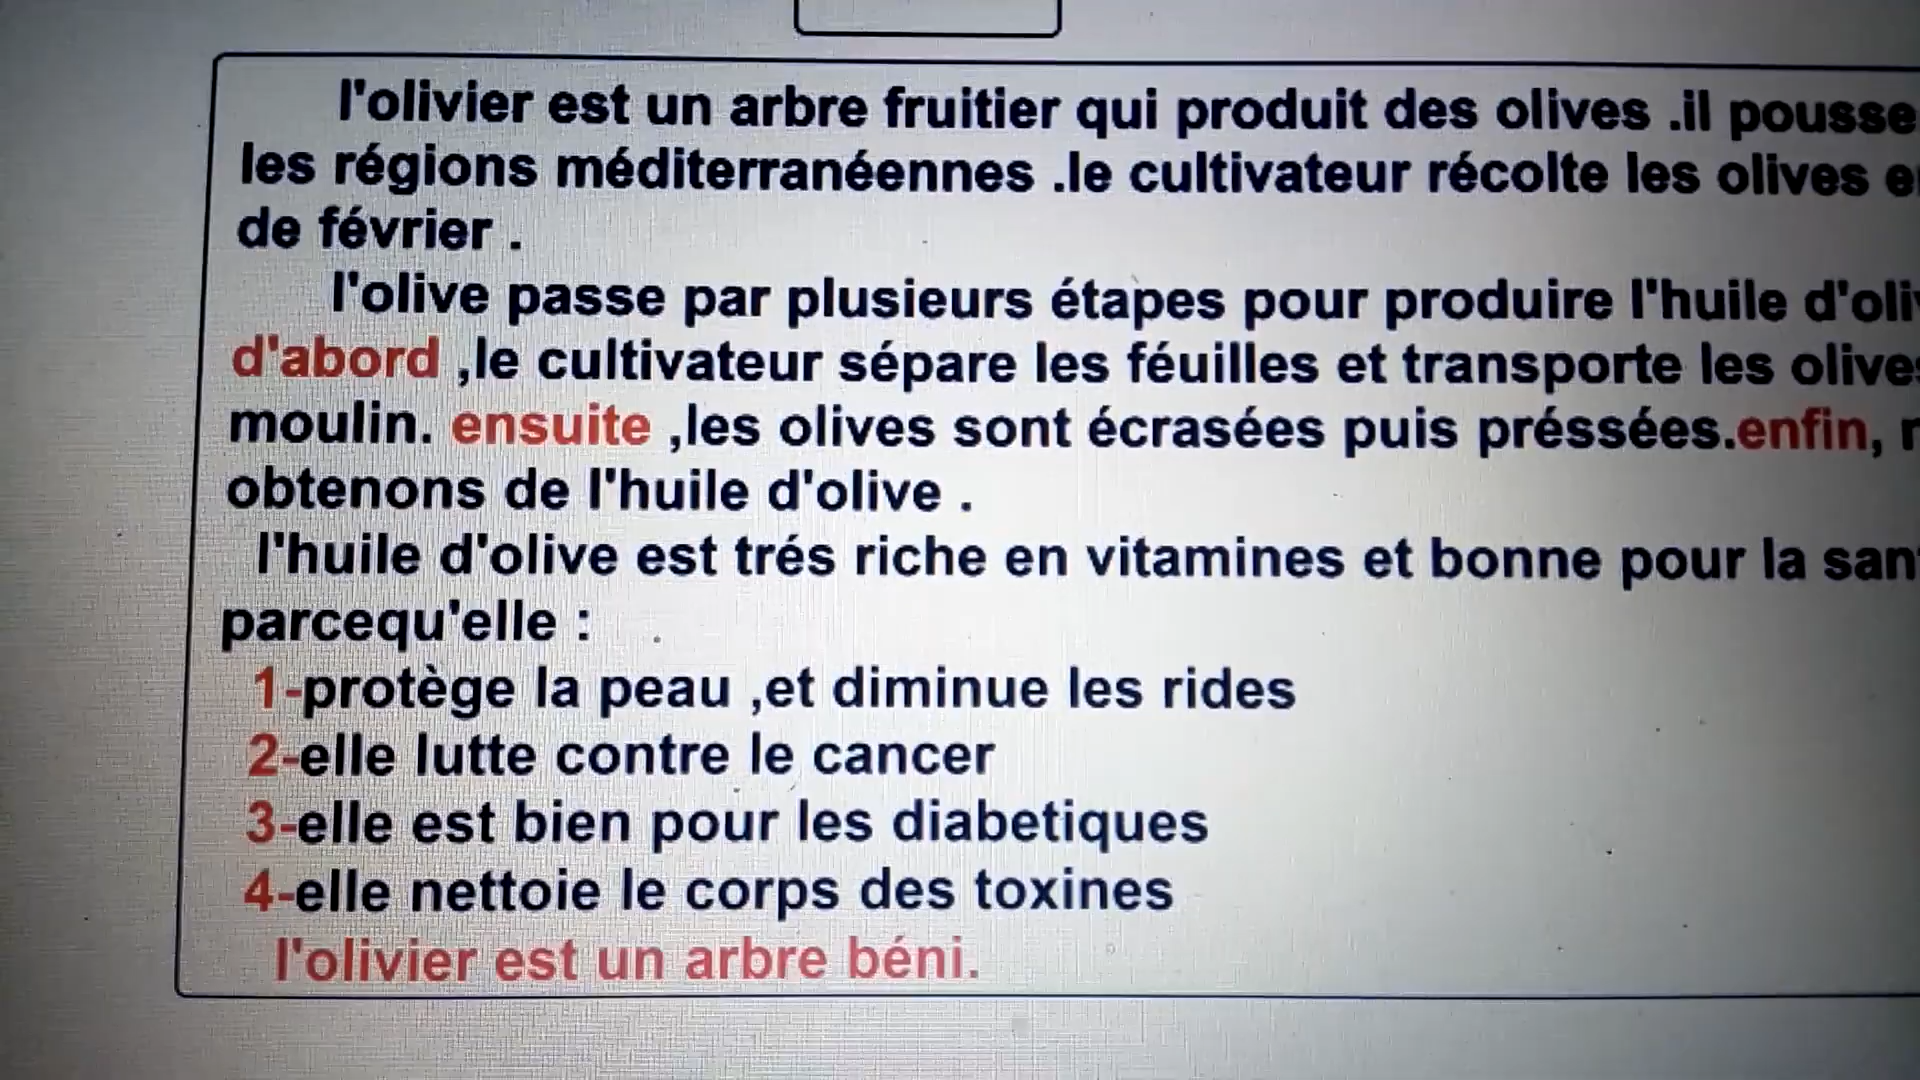 l'olivier est un arbre fruitier qui produit des olives .il pousse
les régions méditerranéennes .le cultivateur récolte les olives
de février .
l'olive passe par plusieurs étapes pour produire l'huile
d'abord ,le cultivateur sépare les féuilles et transporte les
moulin. ensuite ,les olives sont écrasées puis préssées.enfin,
obtenons de l'huile d'olive .
l'huile d'olive est trés riche en vitamines et bonne pour la
parcequ'elle :
1-protège la peau ,et diminue les rides
2-elle lutte contre le cancer
3-elle est bien pour les diabetiques
4-elle nettoie le corps des toxines
l'olivier est un arbre béni.